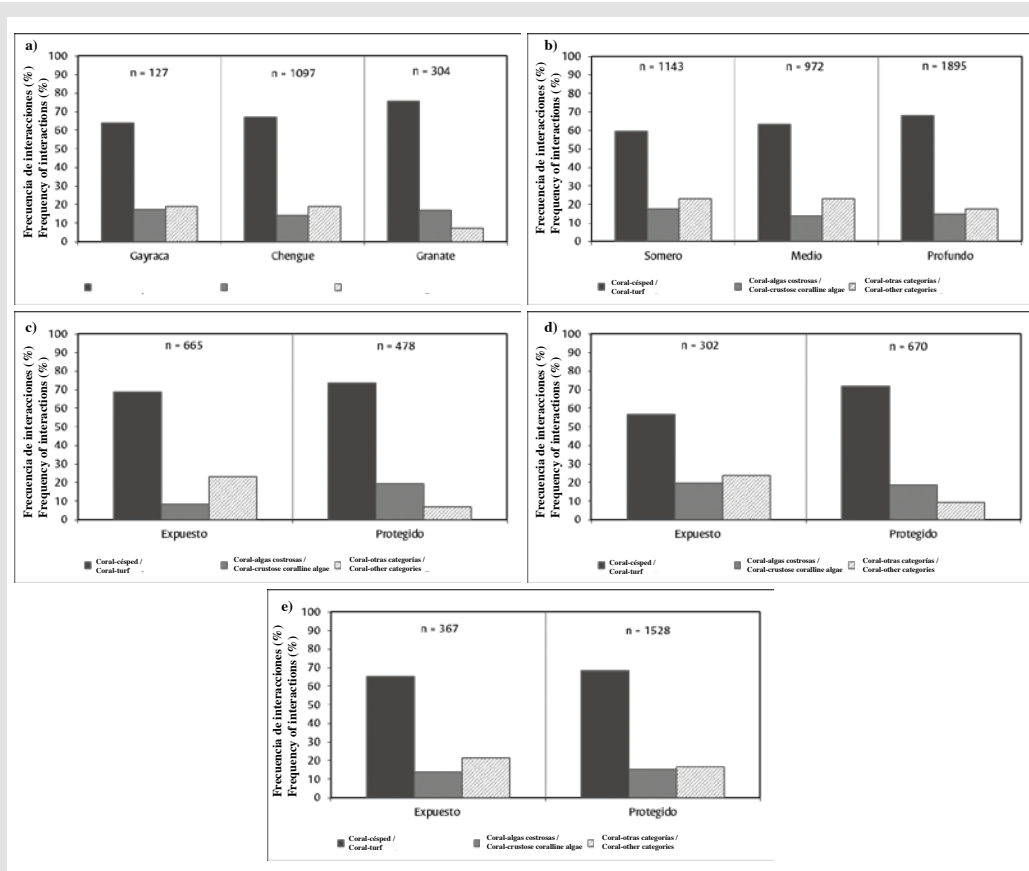 a)
Frecuencia de interacciones (%)
Frequency of interactions (%)
100
90
80
70
60
50
40
30
20
10
0
n = 127
n = 1097
n = 304
Gayraca
Chengue
Granate
b)
Frecuencia de interacciones (%)
Frequency of interactions (%)
100
90
80
70
60
50
40
30
20
10
0
n = 1143
n = 972
n = 1895
Somero
Medio
Profundo
Coral-césped /
Coral-turf
Coral-algas costrosas /
Coral-crustose coralline algae
Coral-otras categorías /
Coral-other categories
c)
Frecuencia de interacciones (%)
Frequency of interactions (%)
100
90
80
70
60
50
40
30
20
10
0
n = 665
n = 478
Expuesto
Protegido
Coral-césped /
Coral-turf
Coral-algas costrosas /
Coral-crustose coralline algae
Coral-otras categorías /
Coral-other categories
d)
Frecuencia de interacciones (%)
Frequency of interactions (%)
100
90
80
70
60
50
40
30
20
10
0
n = 302
n = 670
Expuesto
Protegido
Coral-césped /
Coral-turf
Coral-algas costrosas /
Coral-crustose coralline algae
Coral-otras categorías /
Coral-other categories
e)
Frecuencia de interacciones (%)
Frequency of interactions (%)
100
90
80
70
60
50
40
30
20
10
0
n = 367
n = 1528
Expuesto
Protegido
Coral-césped /
Coral-turf
Coral-algas costrosas /
Coral-crustose coralline algae
Coral-otras categorías /
Coral-other categories